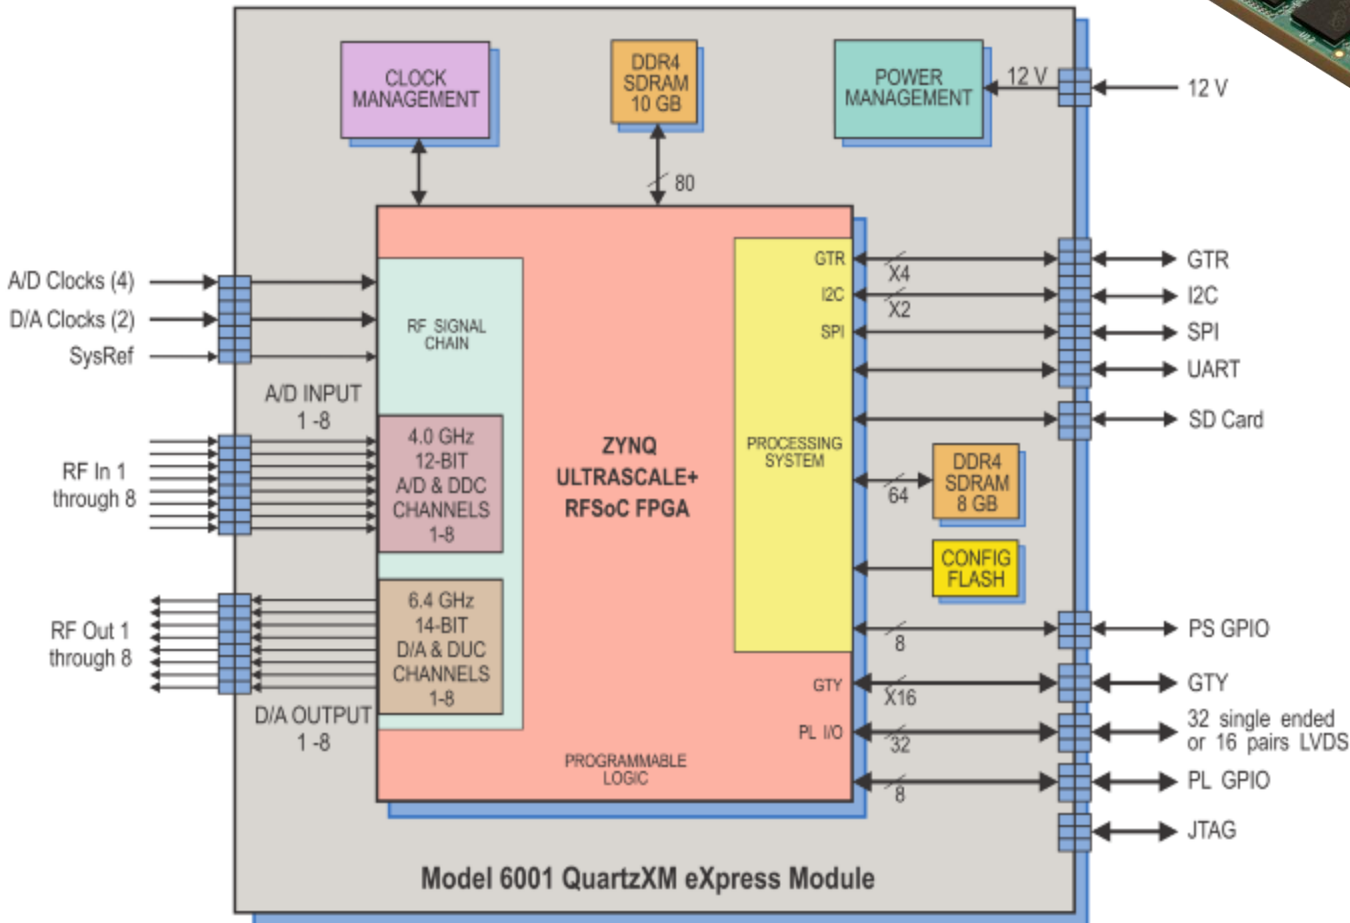 CLOCK
MANAGEMENT
DDR4
SDRAM
10 GB
POWER
MANAGEMENT
12 V
12 V
80
A/D Clocks (4)
D/A Clocks (2)
SysRef
A/D INPUT
1 -8
RF In 1
through 8
RF Out 1
through 8
D/A OUTPUT
1 -8
RF SIGNAL
CHAIN
4.0 GHz
12-BIT
A/D & DDC
CHANNELS
1-8
6.4 GHz
14-BIT
D/A & DUC
CHANNELS
1-8
ZYNQ
ULTRASCALE+
RFSoC FPGA
PROGRAMMABLE
LOGIC
PROCESSING
SYSTEM
GTR
X4
GTR
I2C
X2
I2C
SPI
SPI
UART
SD Card
64
DDR4
SDRAM
8 GB
CONFIG
FLASH
8
PS GPIO
GTY
X16
GTY
PL I/O
32
32 single ended
or 16 pairs LVDS
8
PL GPIO
JTAG
Model 6001 QuartzXM eXpress Module